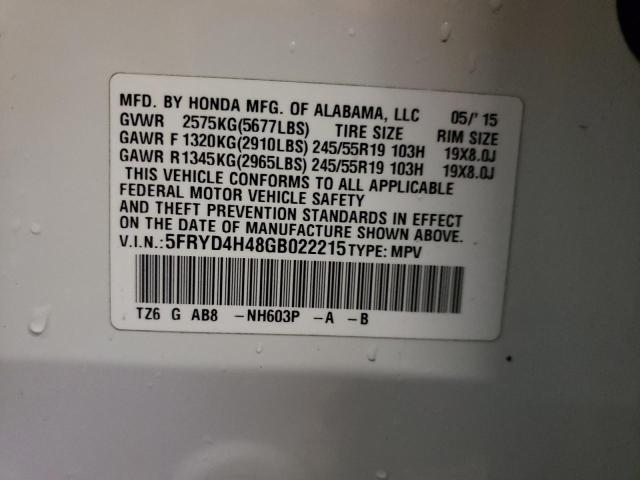 MFD. BY HONDA MFG. OF ALABAMA, LLC 05/'15
GVWR 2575KG(5677LBS) TIRE SIZE RIM SIZE
GAWR F 1320KG(2910LBS) 245/55R19 103H 19X8.0J
GAWR R1345KG(2965LBS) 245/55R19 103H 19X8.0J
THIS VEHICLE CONFORMS TO ALL APPLICABLE
FEDERAL MOTOR VEHICLE SAFETY
AND THEFT PREVENTION STANDARDS IN EFFECT
ON THE DATE OF MANUFACTURE SHOWN ABOVE.
V.I.N.:5FRYD4H48GB022215 TYPE: MPV
TZ6 G AB8 -NH603P -A -B